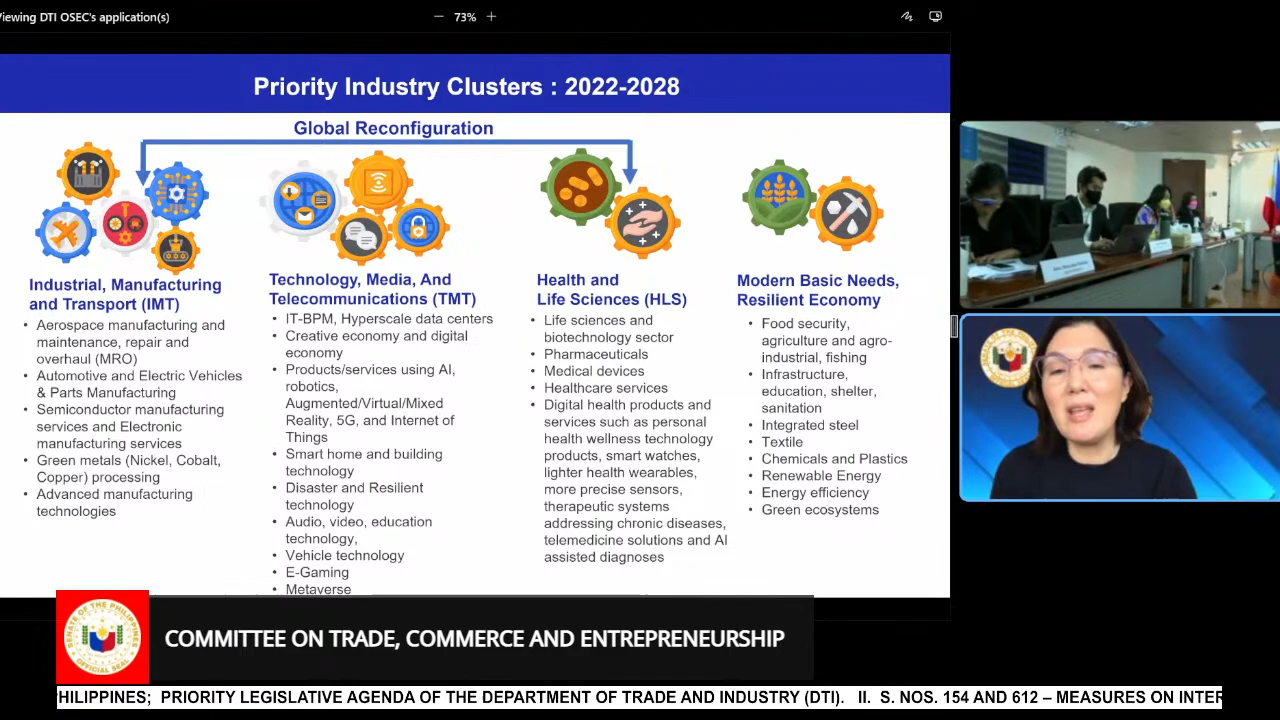 Viewing DTI OSEC's application(s)
73%
Priority Industry Clusters : 2022-2028
Global Reconfiguration
Industrial, Manufacturing
and Transport (IMT)
• Aerospace manufacturing and
maintenance, repair and
overhaul (MRO)
• Automotive and Electric Vehicles
& Parts Manufacturing
• Semiconductor manufacturing
services and Electronic
manufacturing services
• Green metals (Nickel, Cobalt,
Copper) processing
• Advanced manufacturing
technologies
Technology, Media, And
Telecommunications (TMT)
• IT-BPM, Hyperscale data centers
• Creative economy and digital
economy
• Products/services using AI,
robotics,
Augmented/Virtual/Mixed
Reality, 5G, and Internet of
Things
• Smart home and building
technology
• Disaster and Resilient
technology
• Audio, video, education
technology,
• Vehicle technology
• E-Gaming
• Metaverse
Health and
Life Sciences (HLS)
• Life sciences and
biotechnology sector
• Pharmaceuticals
• Medical devices
• Healthcare services
• Digital health products and
services such as personal
health wellness technology
products, smart watches,
lighter health wearables,
more precise sensors,
therapeutic systems
addressing chronic diseases,
telemedicine solutions and AI
assisted diagnoses
Modern Basic Needs,
Resilient Economy
• Food security,
agriculture and agro-
industrial, fishing
• Infrastructure,
education, shelter,
sanitation
• Integrated steel
• Textile
• Chemicals and Plastics
• Renewable Energy
• Energy efficiency
• Green ecosystems
SENATE OF THE PHILIPPINES
OFFICIAL SEAL
COMMITTEE ON TRADE, COMMERCE AND ENTREPRENEURSHIP
HILIPPINES; PRIORITY LEGISLATIVE AGENDA OF THE DEPARTMENT OF TRADE AND INDUSTRY (DTI). II. S. NOS. 154 AND 612 – MEASURES ON INTER